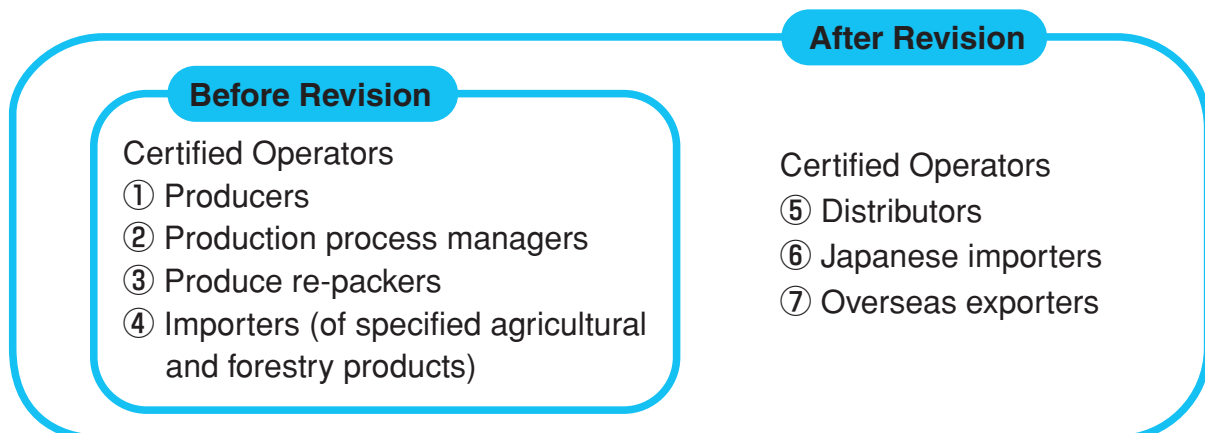 After Revision
Before Revision
Certified Operators
① Producers
② Production process managers
③ Produce re-packers
④ Importers (of specified agricultural
and forestry products)
Certified Operators
⑤ Distributors
⑥ Japanese importers
⑦ Overseas exporters